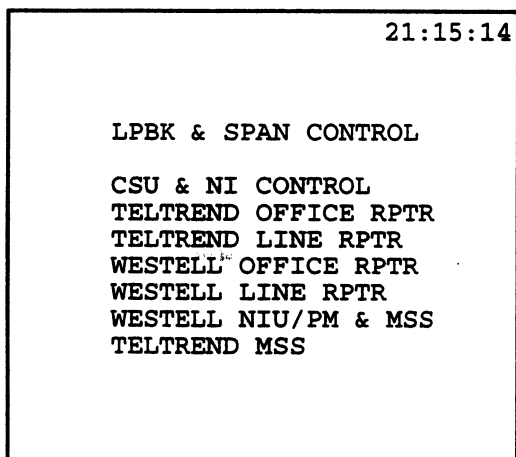 21:15:14
LPBK & SPAN CONTROL
CSU & NI CONTROL
TELTREND OFFICE RPTR
TELTREND LINE RPTR
WESTELL OFFICE RPTR
WESTELL LINE RPTR
WESTELL NIU/PM & MSS
TELTREND MSS